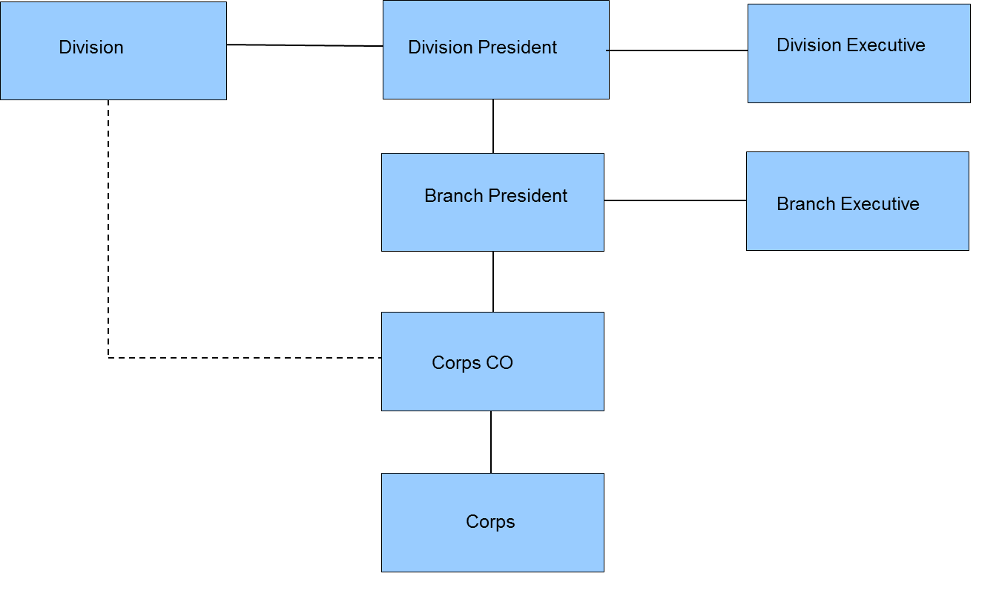 Division
Division President
Division Executive
Branch President
Branch Executive
Corps CO
Corps